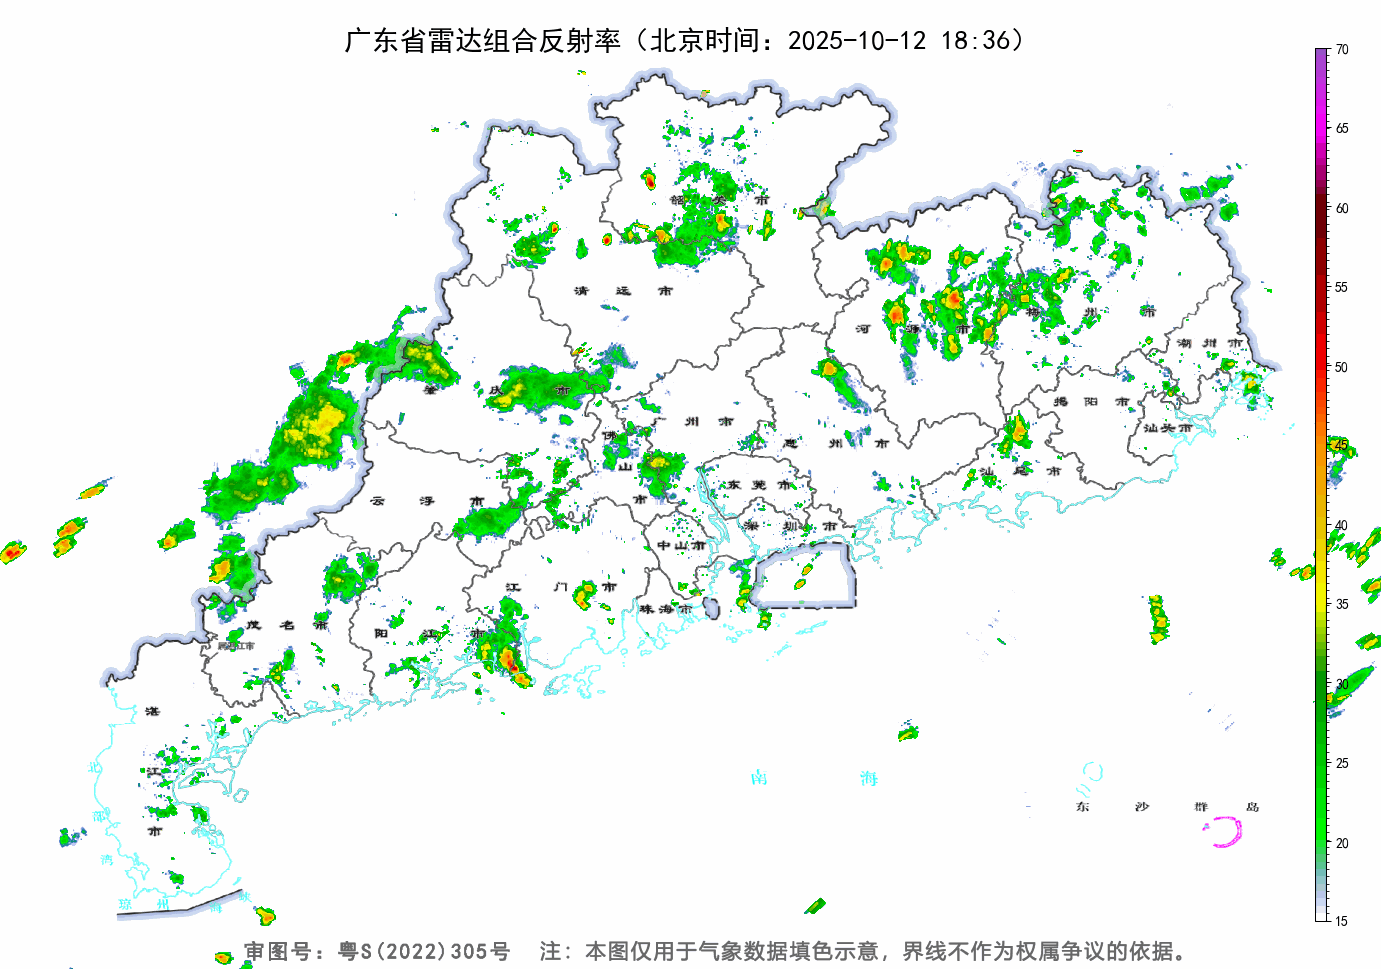 广东省雷达组合反射率（北京时间：2025-10-12 18:36）
70
65
60
55
50
45
40
35
30
25
20
15
韶关市
清远市
河源市
梅州市
潮州市
肇庆市
揭阳市
汕头市
广州市
佛山市
惠州市
汕尾市
云浮市
东莞市
深圳市
中山市
江门市
珠海市
茂名市
阳江市
湛江市
北部湾
南海
东沙群岛
琼州海峡
审图号：粤S(2022)305号 注：本图仅用于气象数据填色示意，界线不作为权属争议的依据。